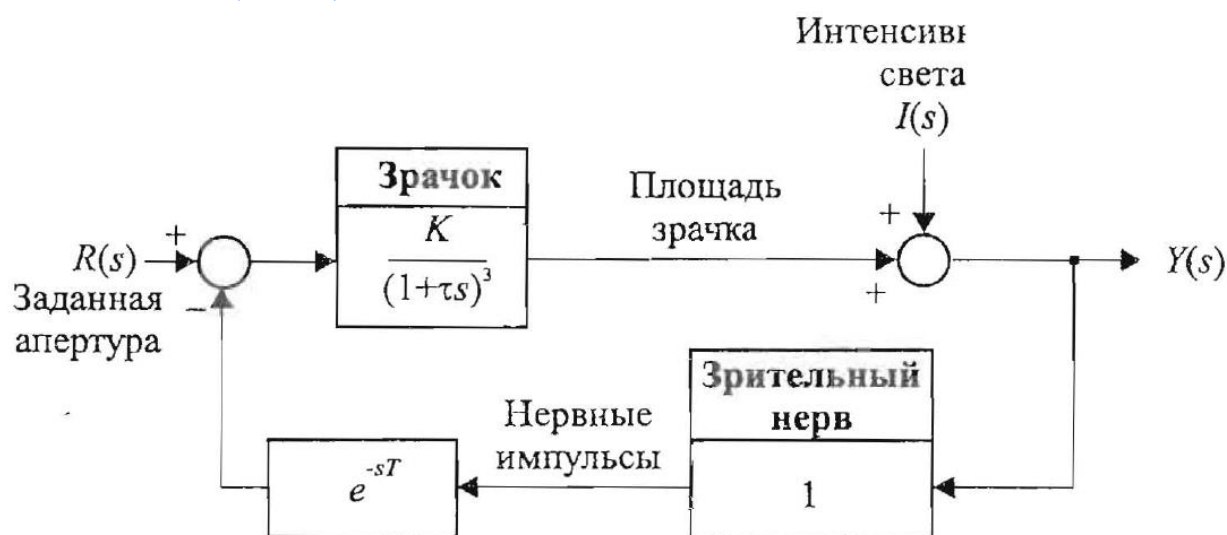 Интенсивн
света
I(s)
Зрачок
K
(1+τs)³
Площадь
зрачка
+
+
R(s)
+
−
Заданная
апертура
Y(s)
Зрительный
нерв
1
Нервные
импульсы
e^-sT